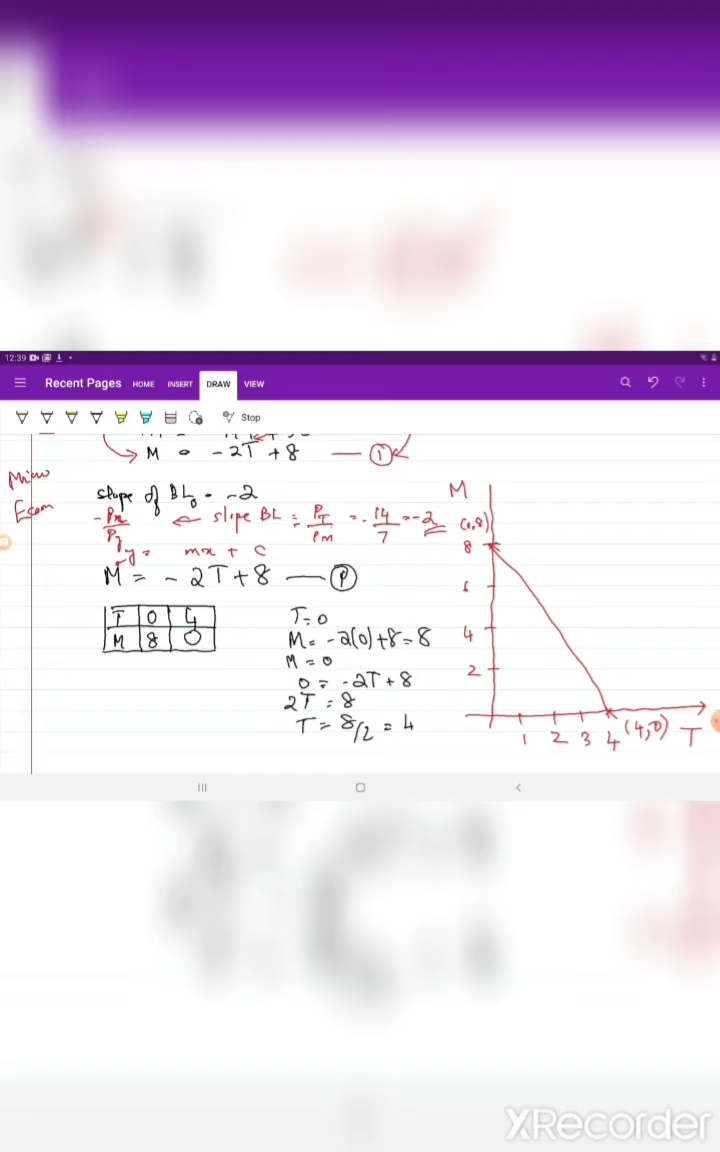 12:39
Recent Pages HOME INSERT DRAW VIEW
Stop
M = -2T + 8 — ①
Micro
Econ
slope of BL₀ = -2
-Px/Py ← slope BL = PT/PM = -14/7 = -2
y = mx + c
M = -2T + 8 — ①
T 0 4
M 8 0
T = 0
M = -2(0) + 8 = 8
M = 0
0 = -2T + 8
2T = 8
T = 8/2 = 4
M
(0,8)
8
6
4
2
1 2 3 4 (4,0) T
XRecorder